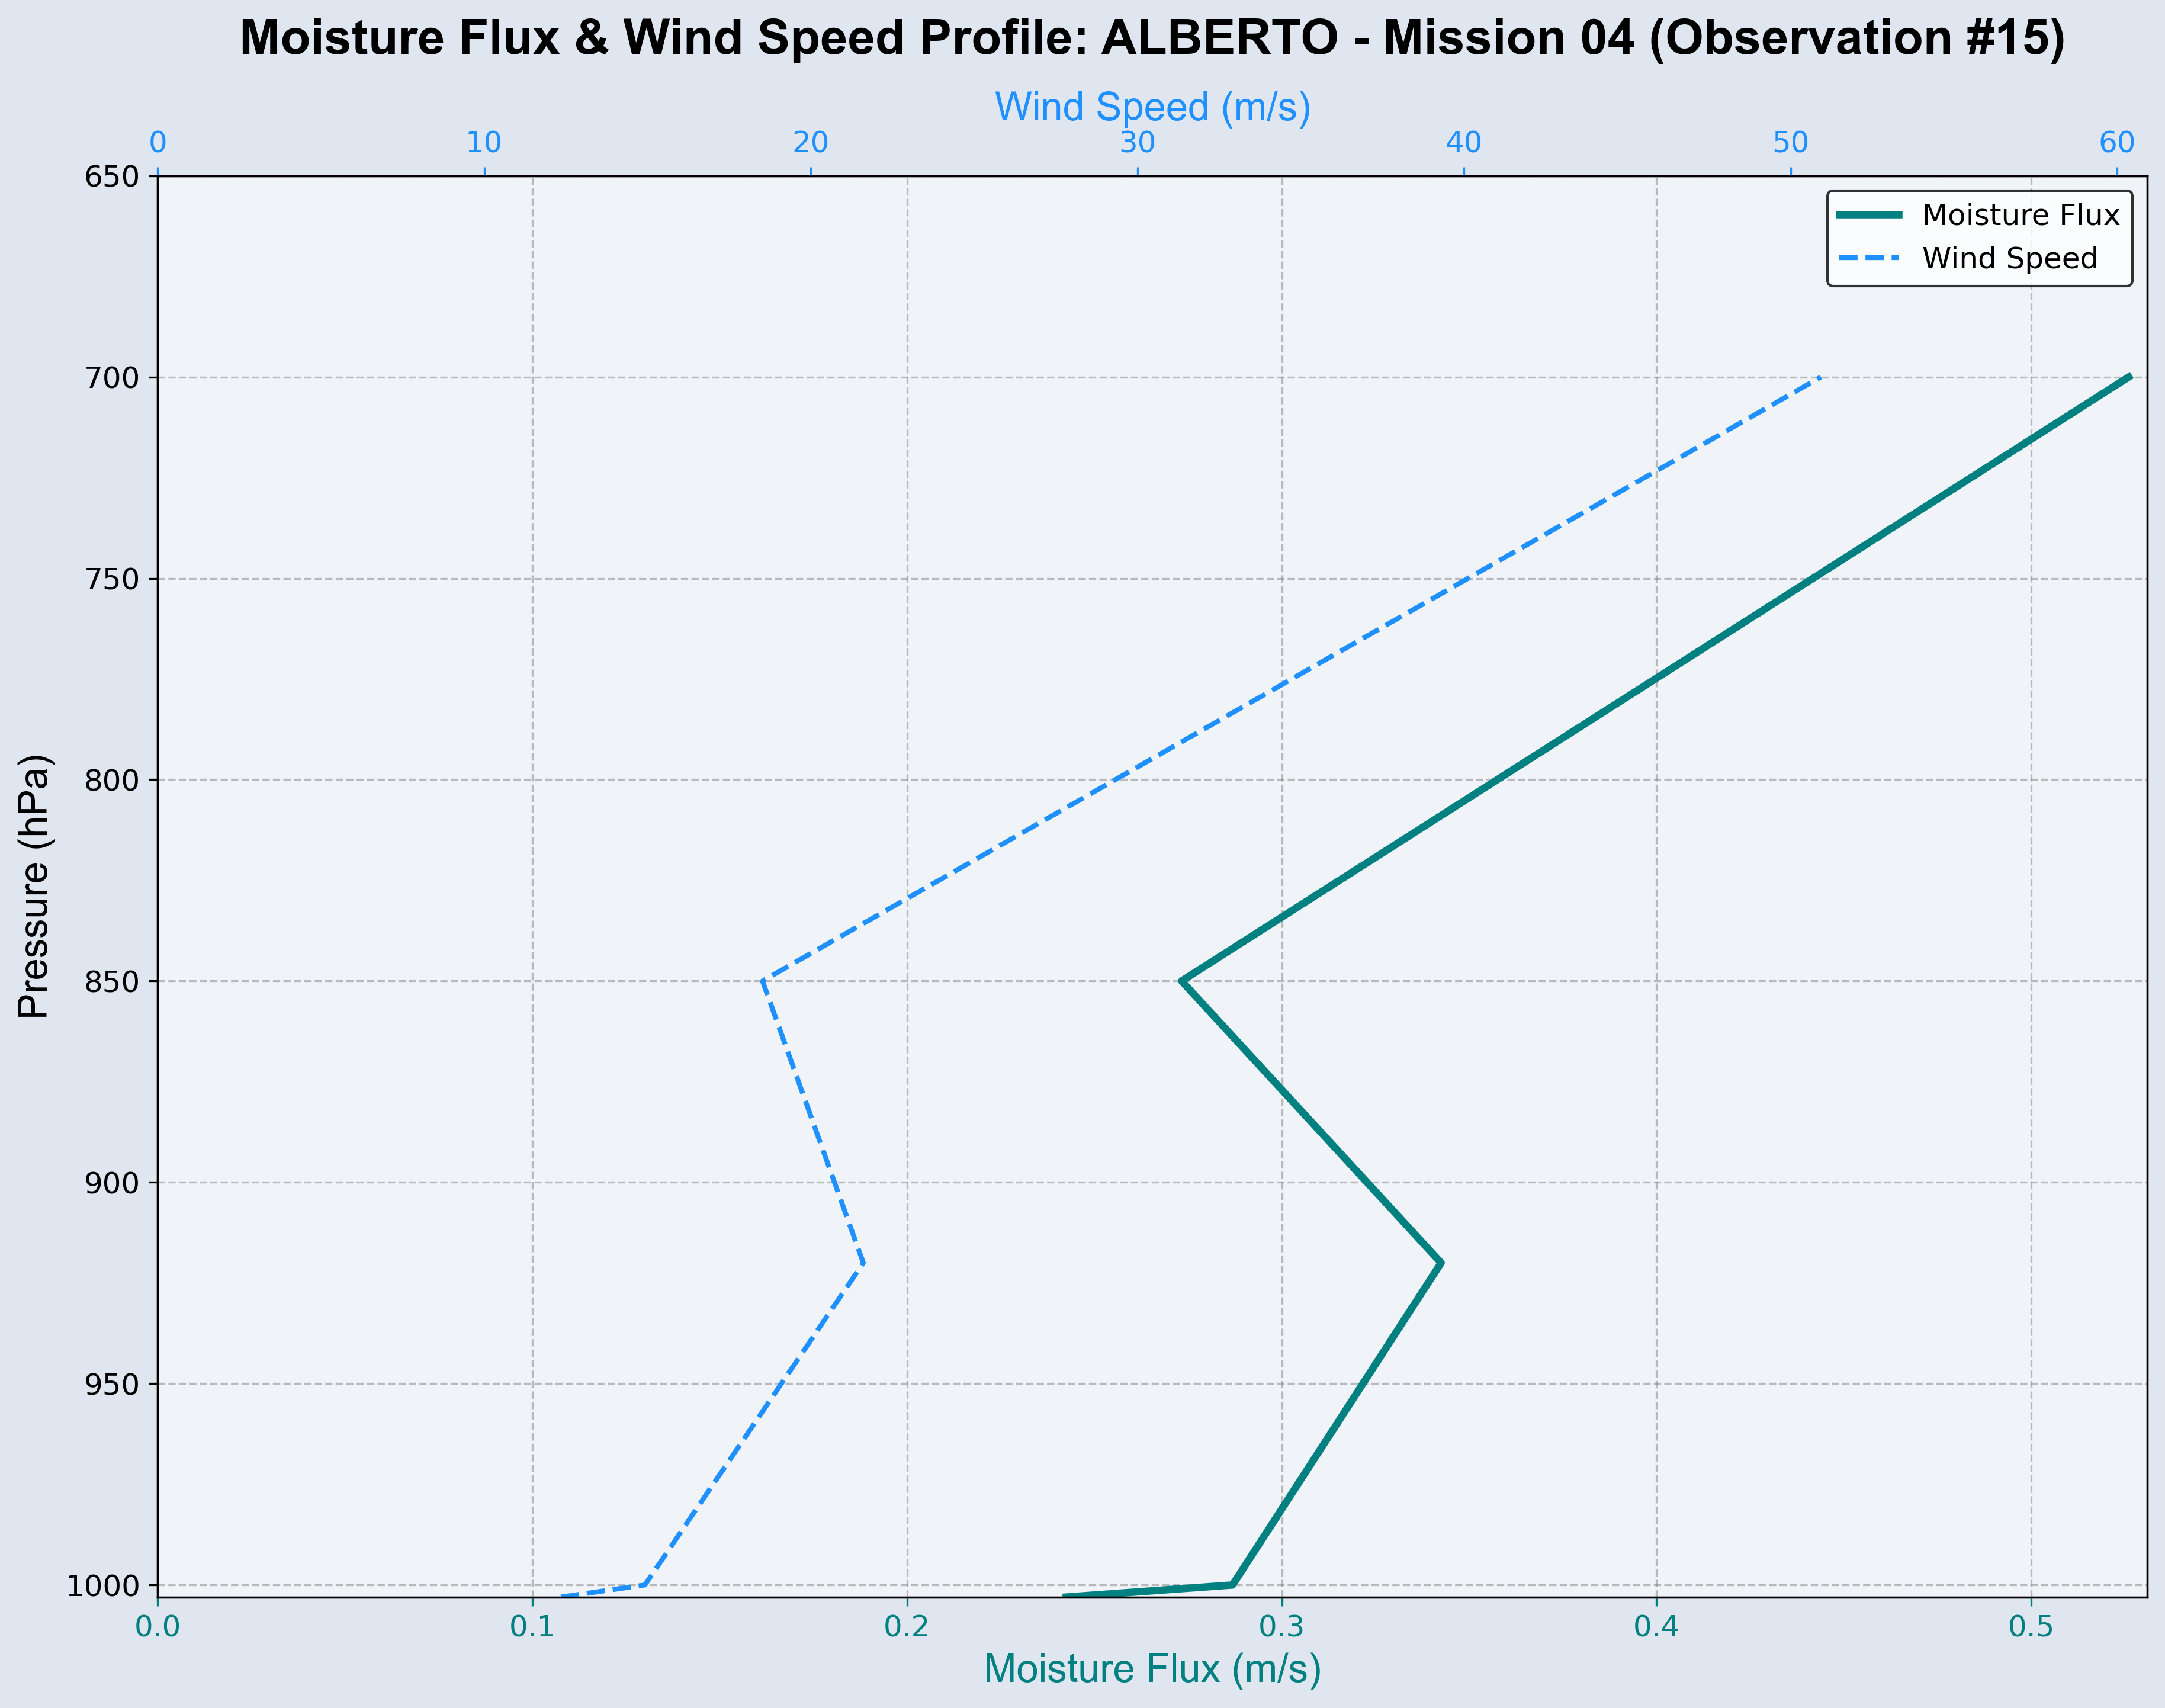 Moisture Flux & Wind Speed Profile: ALBERTO - Mission 04 (Observation #15)
Wind Speed (m/s)
0 10 20 30 40 50 60
Moisture Flux
Wind Speed
Pressure (hPa)
650
700
750
800
850
900
950
1000
0.0 0.1 0.2 0.3 0.4 0.5
Moisture Flux (m/s)